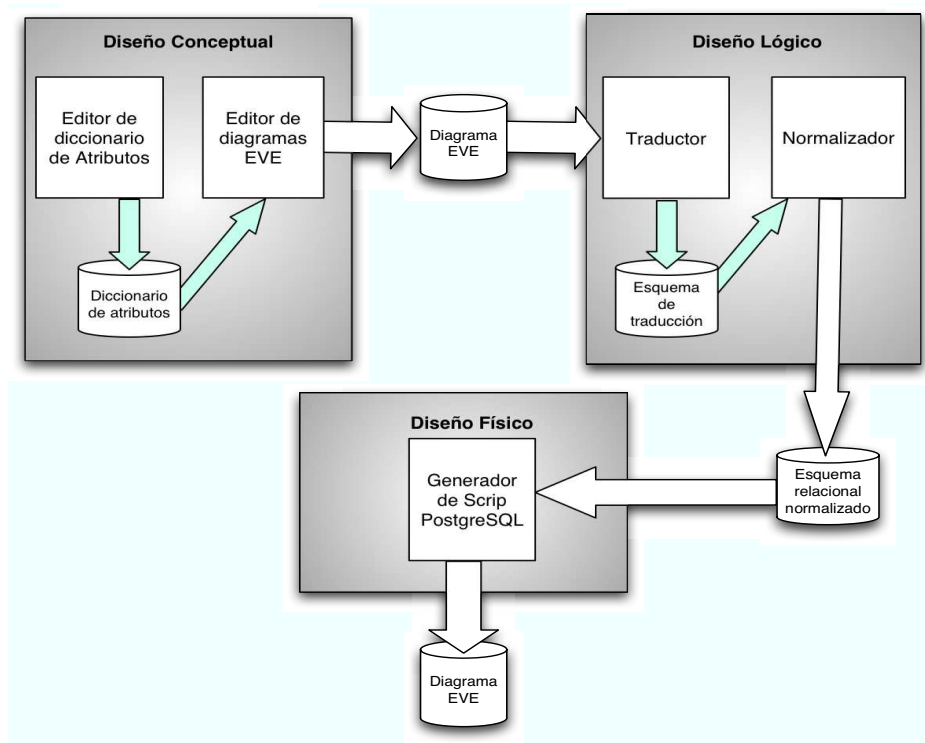 Diseño Conceptual
Editor de
diccionario
de Atributos
Editor de
diagramas
EVE
Diccionario
de atributos
Diagrama
EVE
Diseño Lógico
Traductor
Normalizador
Esquema
de
traducción
Esquema
relacional
normalizado
Diseño Físico
Generador
de Scrip
PostgreSQL
Diagrama
EVE